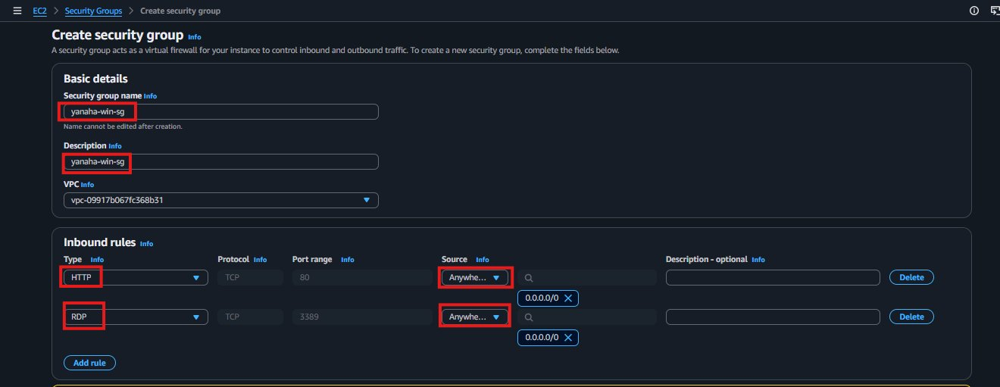 EC2 > Security Groups > Create security group
Create security group Info
A security group acts as a virtual firewall for your instance to control inbound and outbound traffic. To create a new security group, complete the fields below.
Basic details
Security group name Info
yanaha-win-sg
Name cannot be edited after creation.
Description Info
yanaha-win-sg
VPC Info
vpc-09917b067fc368b31
Inbound rules Info
Type Info Protocol Info Port range Info Source Info Description - optional Info
HTTP TCP 80 Anywhe... Delete
0.0.0.0/0
RDP TCP 3389 Anywhe... Delete
0.0.0.0/0
Add rule